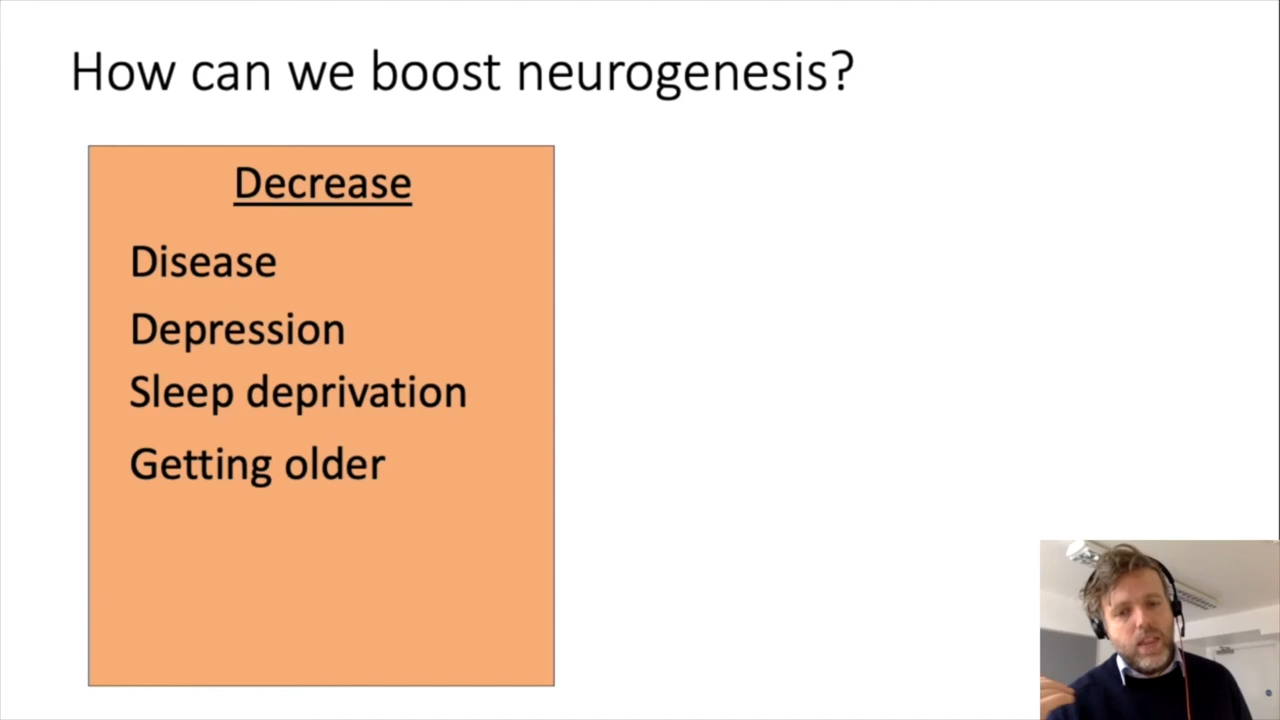 How can we boost neurogenesis?
Decrease
Disease
Depression
Sleep deprivation
Getting older